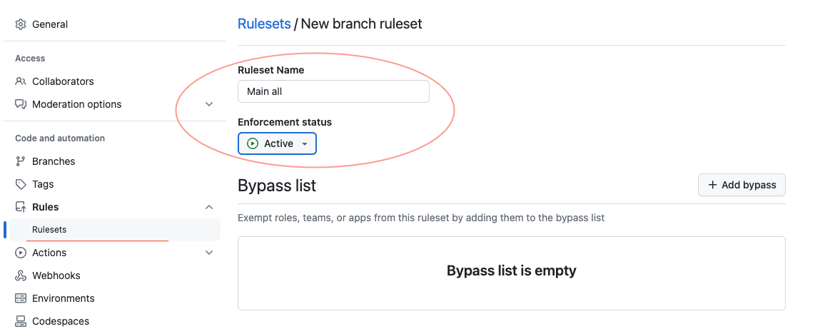 General
Access
Collaborators
Moderation options
Code and automation
Branches
Tags
Rules
Rulesets
Actions
Webhooks
Environments
Codespaces
Rulesets / New branch ruleset
Ruleset Name
Main all
Enforcement status
Active
Bypass list
+ Add bypass
Exempt roles, teams, or apps from this ruleset by adding them to the bypass list
Bypass list is empty